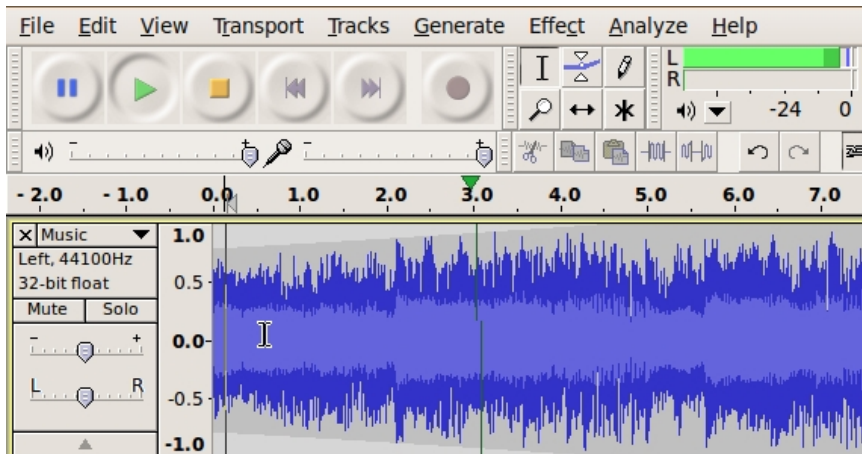 File Edit View Transport Tracks Generate Effect Analyze Help
L
R
-24 0
- 2.0 - 1.0 0.0 1.0 2.0 3.0 4.0 5.0 6.0 7.0
X Music
Left, 44100Hz
32-bit float
Mute Solo
- +
L R
1.0
0.5
0.0
-0.5
-1.0